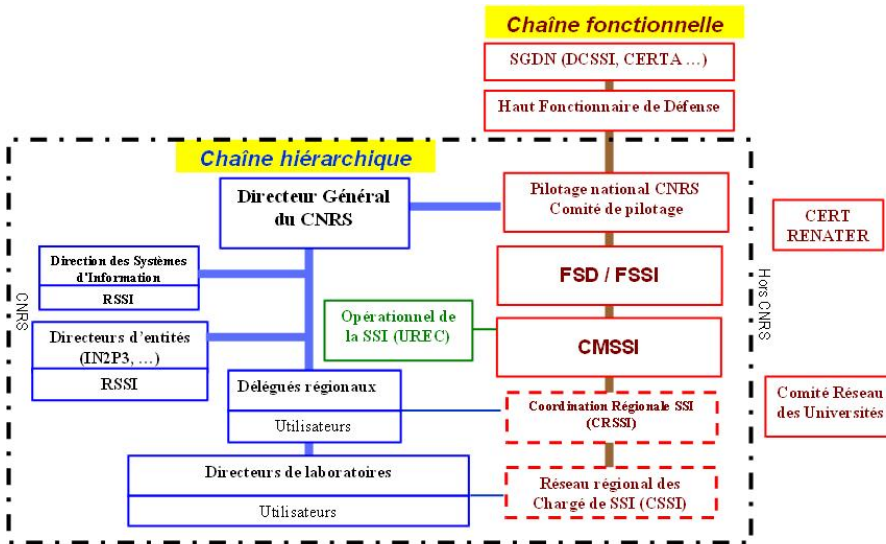 Chaîne fonctionnelle
SGDN (DCSSI, CERTA ...)
Haut Fonctionnaire de Défense
Chaîne hiérarchique
Directeur Général
du CNRS
Pilotage national CNRS
Comité de pilotage
CERT
RENATER
Direction des Systèmes
d'Information
RSSI
FSD / FSSI
CNRS
Hors CNRS
Opérationnel de
la SSI (UREC)
CMSSI
Directeurs d'entités
(IN2P3, ...)
RSSI
Délégués régionaux
Utilisateurs
Coordination Régionale SSI
(CRSSI)
Comité Réseau
des Universités
Directeurs de laboratoires
Utilisateurs
Réseau régional des
Chargé de SSI (CSSI)